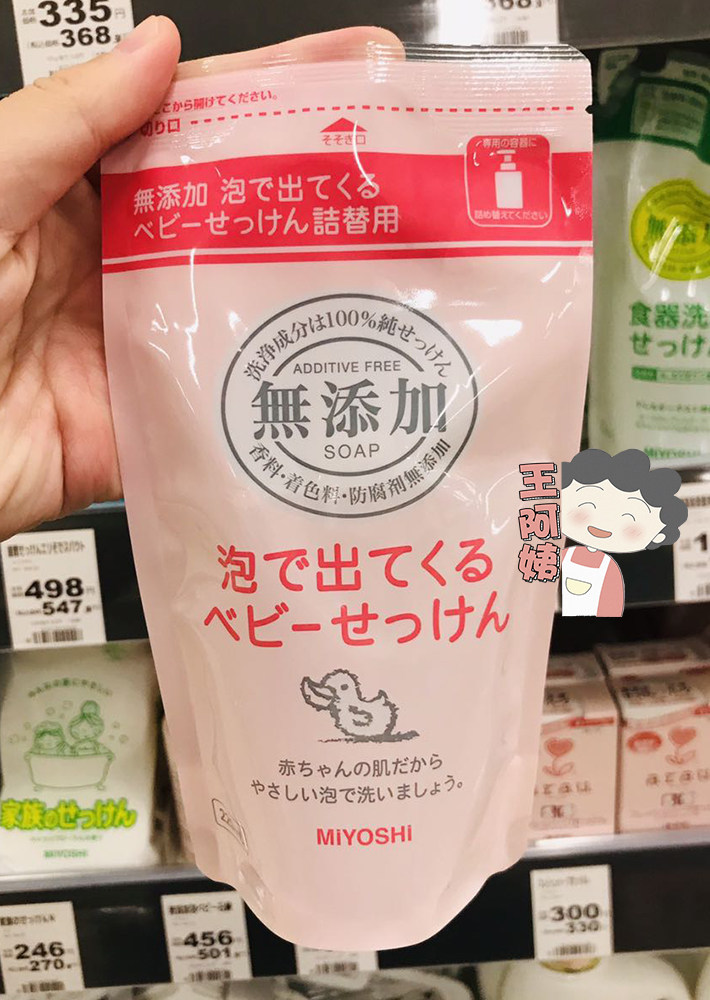 335
368
368
ここから開けてください。
切り口
そそぎ口
専用の容器に
詰め替えてください
無添加 泡で出てくる
ベビーせっけん詰替用
洗浄成分は100%純せっけん
ADDITIVE FREE
無添加
SOAP
香料・着色料・防腐剤無添加
泡で出てくる
ベビーせっけん
赤ちゃんの肌だから
やさしい泡で洗いましょう。
MiYOSHi
王阿姨
無添加
食器洗
せっけ
MiYOSHi
498
547
家族のせっけん
MiYOSHi
246
270
456
501
300
330